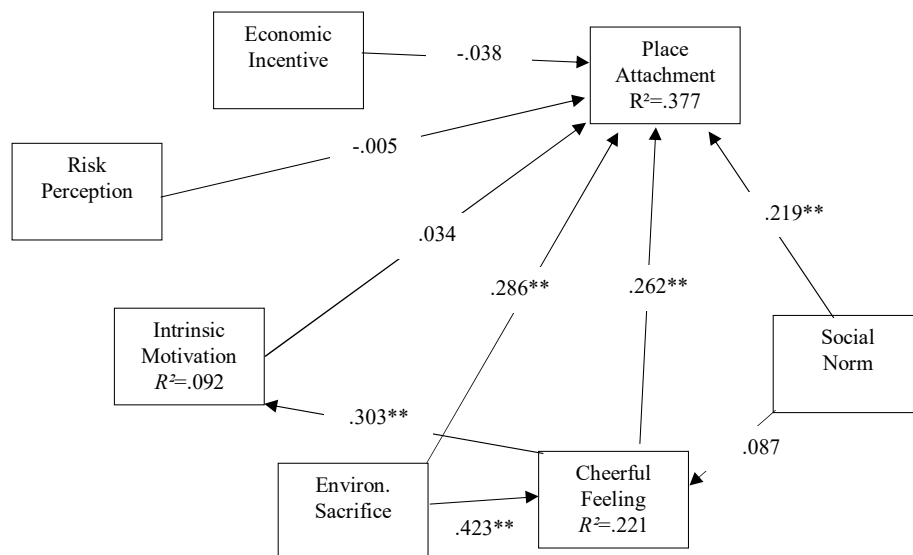 Economic
Incentive
-.038
Place
Attachment
R²=.377
Risk
Perception
-.005
.034
.219**
.286**
.262**
Intrinsic
Motivation
R²=.092
Social
Norm
.303**
.087
Environ.
Sacrifice
.423**
Cheerful
Feeling
R²=.221